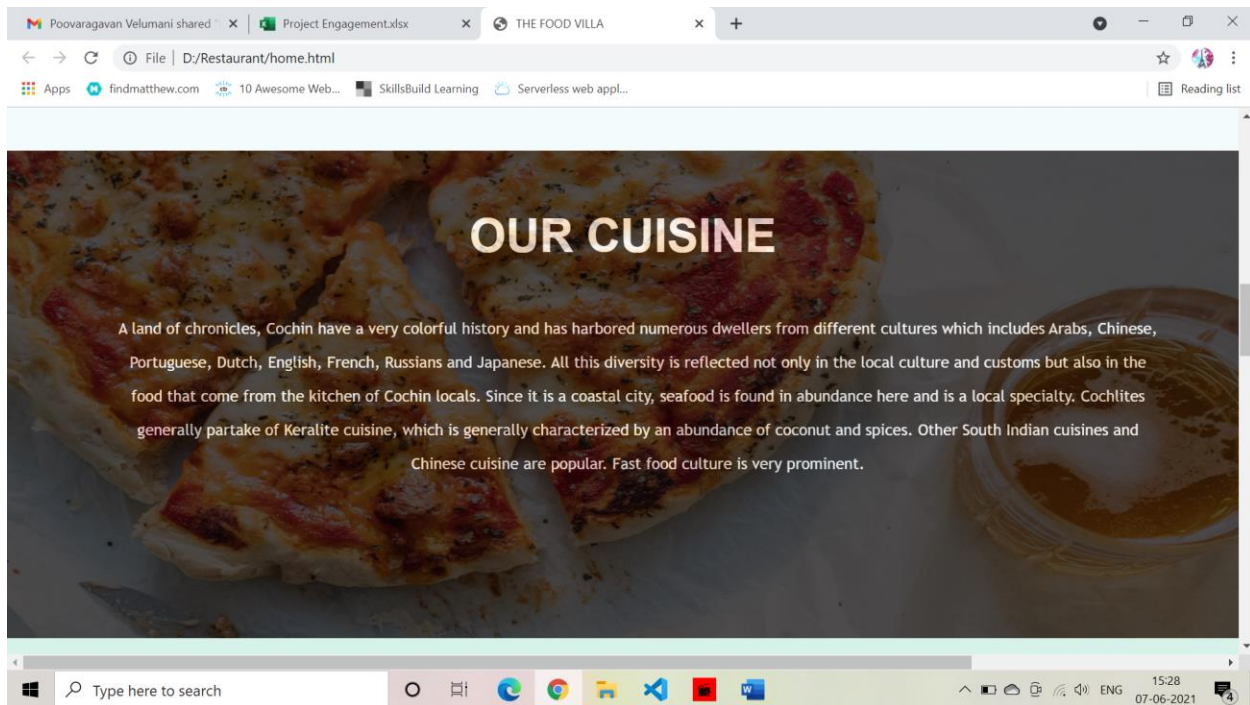 Poovaragavan Velumani shared "
Project Engagement.xlsx
THE FOOD VILLA
File | D:/Restaurant/home.html
Apps
findmatthew.com
10 Awesome Web...
SkillsBuild Learning
Serverless web appl...
Reading list
OUR CUISINE
A land of chronicles, Cochin have a very colorful history and has harbored numerous dwellers from different cultures which includes Arabs, Chinese,
Portuguese, Dutch, English, French, Russians and Japanese. All this diversity is reflected not only in the local culture and customs but also in the
food that come from the kitchen of Cochin locals. Since it is a coastal city, seafood is found in abundance here and is a local specialty. Cochlites
generally partake of Keralite cuisine, which is generally characterized by an abundance of coconut and spices. Other South Indian cuisines and
Chinese cuisine are popular. Fast food culture is very prominent.
Type here to search
ENG
15:28
07-06-2021
4